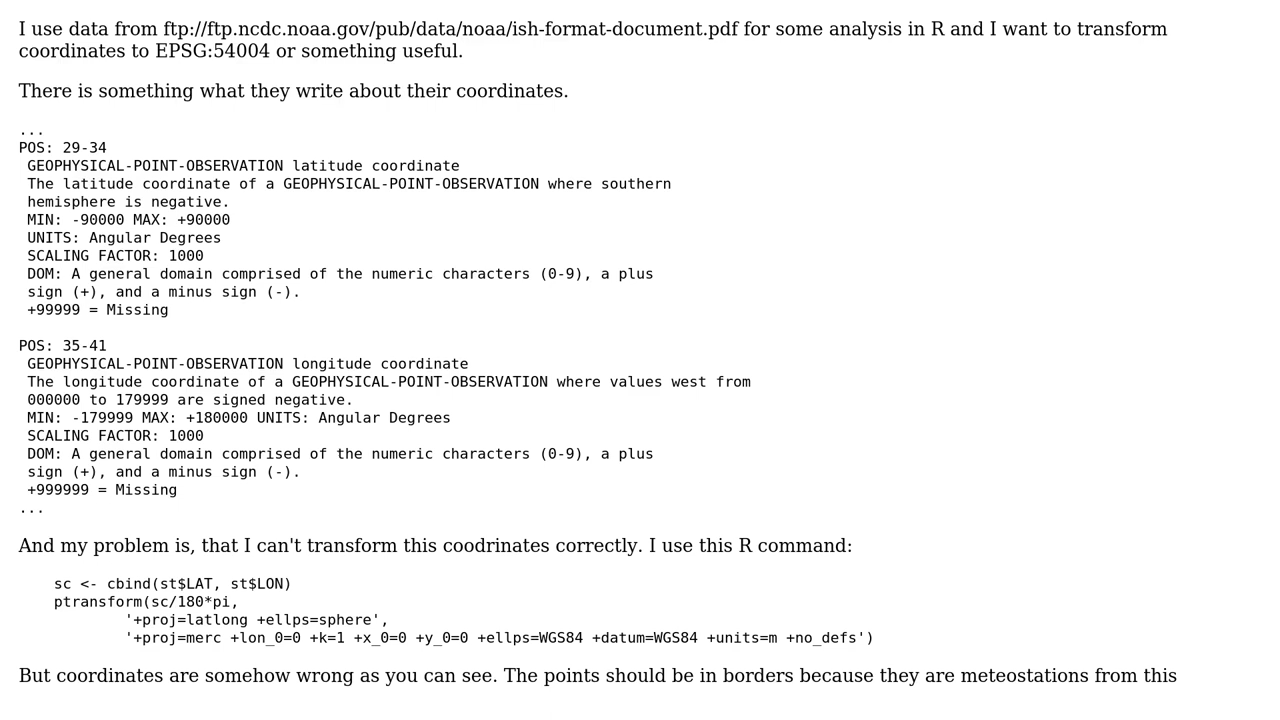 I use data from ftp://ftp.ncdc.noaa.gov/pub/data/noaa/ish-format-document.pdf for some analysis in R and I want to transform
coordinates to EPSG:54004 or something useful.
There is something what they write about their coordinates.
...
POS: 29-34
GEOPHYSICAL-POINT-OBSERVATION latitude coordinate
The latitude coordinate of a GEOPHYSICAL-POINT-OBSERVATION where southern
hemisphere is negative.
MIN: -90000 MAX: +90000
UNITS: Angular Degrees
SCALING FACTOR: 1000
DOM: A general domain comprised of the numeric characters (0-9), a plus
sign (+), and a minus sign (-).
+99999 = Missing
POS: 35-41
GEOPHYSICAL-POINT-OBSERVATION longitude coordinate
The longitude coordinate of a GEOPHYSICAL-POINT-OBSERVATION where values west from
000000 to 179999 are signed negative.
MIN: -179999 MAX: +180000 UNITS: Angular Degrees
SCALING FACTOR: 1000
DOM: A general domain comprised of the numeric characters (0-9), a plus
sign (+), and a minus sign (-).
+999999 = Missing
...
And my problem is, that I can't transform this coodrinates correctly. I use this R command:
sc <- cbind(st$LAT, st$LON)
ptransform(sc/180*pi,
'+proj=latlong +ellps=sphere',
'+proj=merc +lon_0=0 +k=1 +x_0=0 +y_0=0 +ellps=WGS84 +datum=WGS84 +units=m +no_defs')
But coordinates are somehow wrong as you can see. The points should be in borders because they are meteostations from this